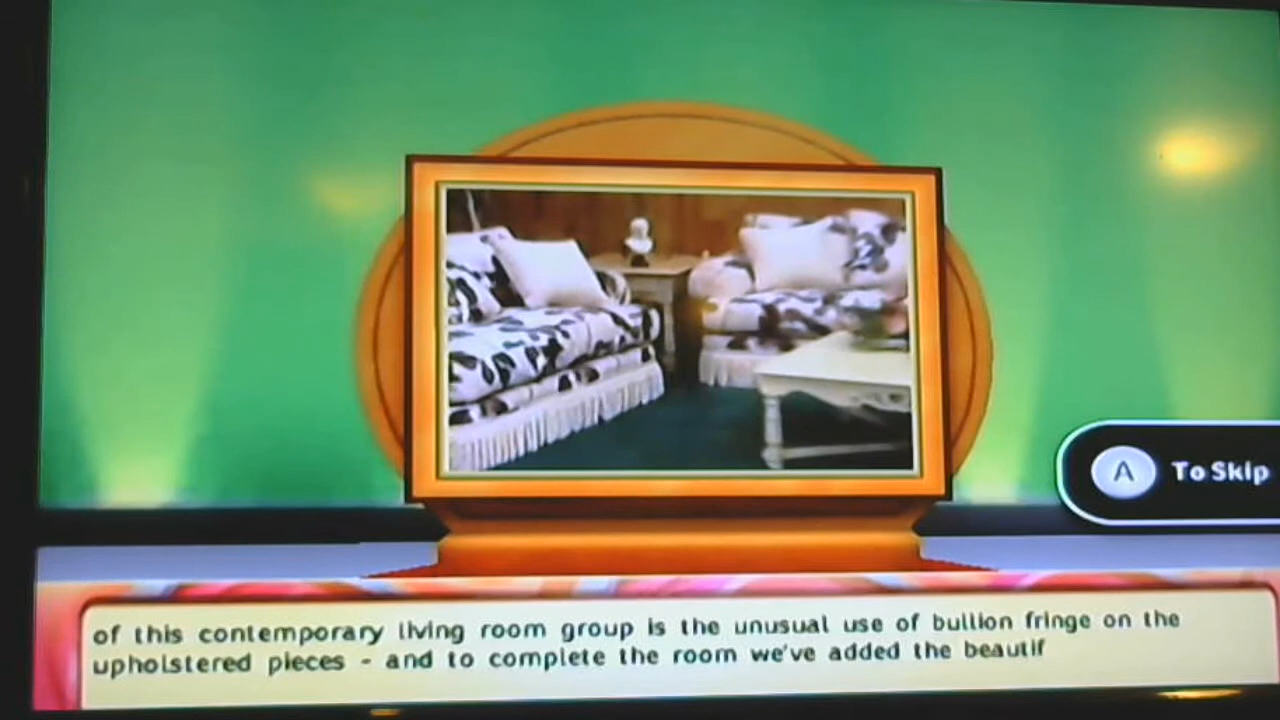 A To Skip
of this contemporary living room group is the unusual use of bullion fringe on the
upholstered pieces - and to complete the room we've added the beautif